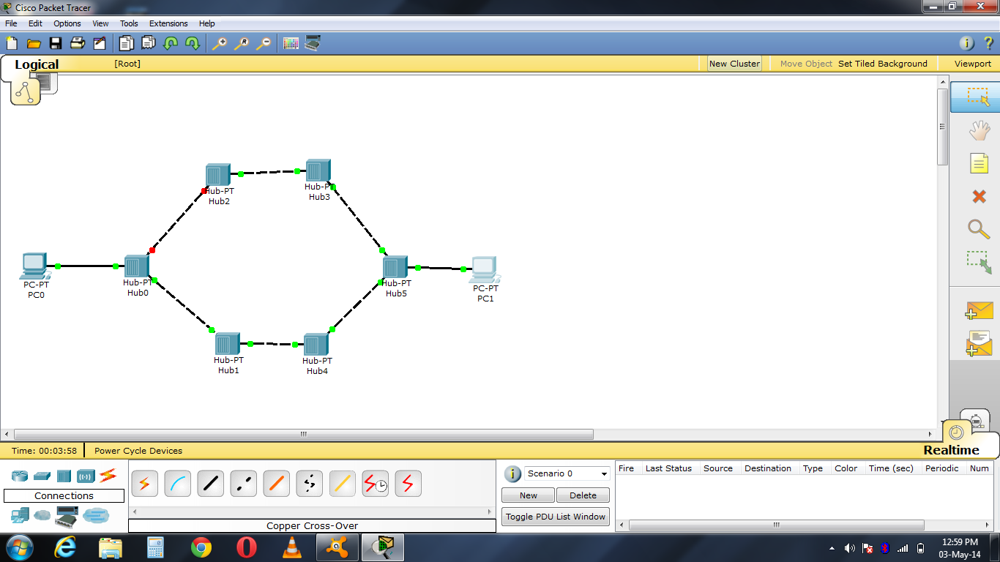 Cisco Packet Tracer
File Edit Options View Tools Extensions Help
Logical [Root] New Cluster Move Object Set Tiled Background Viewport
Hub-PT
Hub2
Hub-PT
Hub3
PC-PT
PC0
Hub-PT
Hub0
Hub-PT
Hub5
PC-PT
PC1
Hub-PT
Hub1
Hub-PT
Hub4
Time: 00:03:58 Power Cycle Devices Realtime
Connections
Copper Cross-Over
Scenario 0
New Delete
Toggle PDU List Window
Fire Last Status Source Destination Type Color Time (sec) Periodic Num
12:59 PM
03-May-14